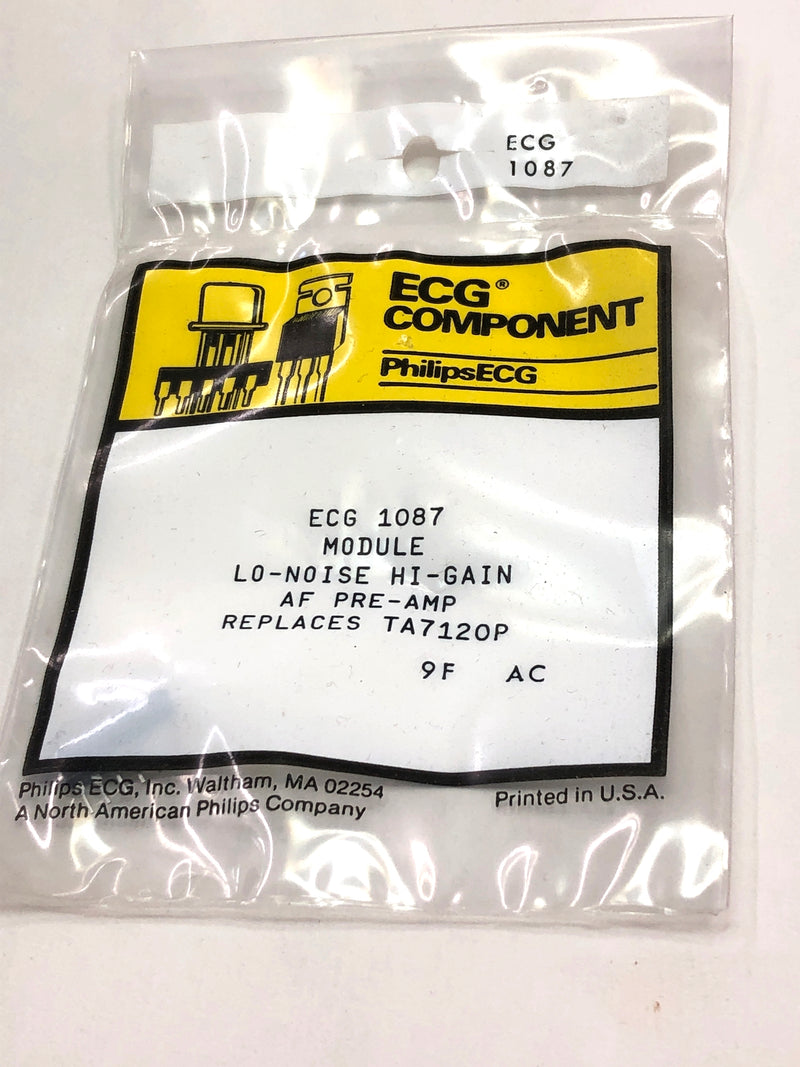 ECG
1087
ECG®
COMPONENT
PhilipsECG
ECG 1087
MODULE
LO-NOISE HI-GAIN
AF PRE-AMP
REPLACES TA7120P
9F AC
Philips ECG, Inc. Waltham, MA 02254
A North American Philips Company
Printed in U.S.A.